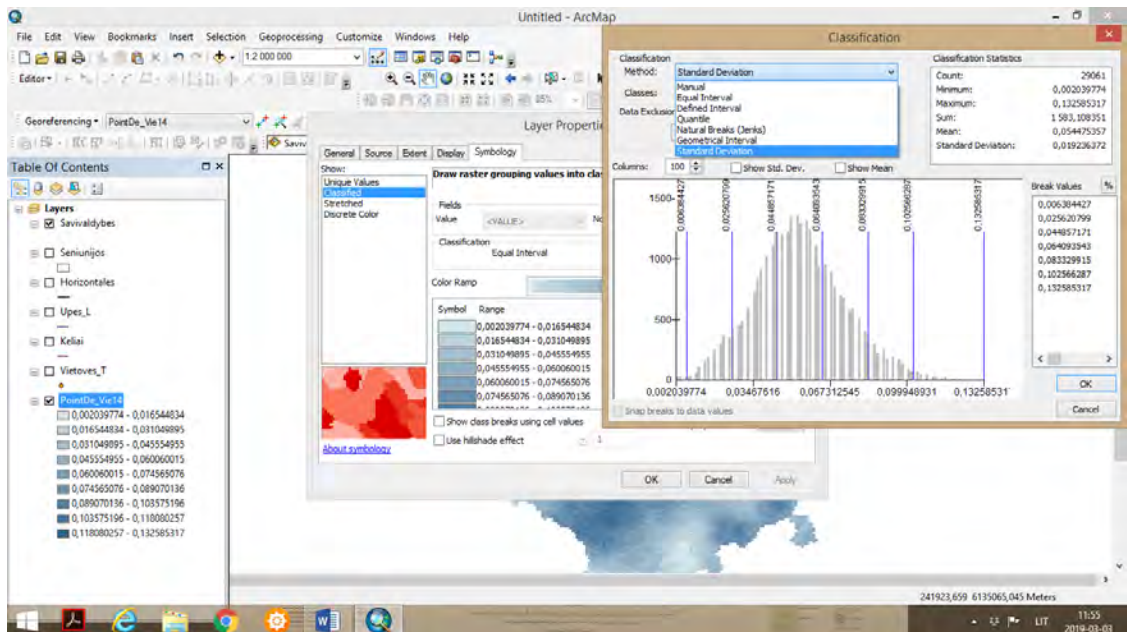 Untitled - ArcMap
File Edit View Bookmarks Insert Selection Geoprocessing Customize Windows Help
1:2 000 000
Editor
85%
Georeferencing PointDe_Vie14
Layer Properti
Saviv
Table Of Contents
Layers
Savivaldybes
Seniunijos
Horizontales
Upes_L
Keliai
Vietoves_T
PointDe_Vie14
0,002039774 - 0,016544834
0,016544834 - 0,031049895
0,031049895 - 0,045554955
0,045554955 - 0,060060015
0,060060015 - 0,074565076
0,074565076 - 0,089070136
0,089070136 - 0,103575196
0,103575196 - 0,118080257
0,118080257 - 0,132585317
General Source Extent Display Symbology
Show:
Unique Values
Classified
Stretched
Discrete Color
Draw raster grouping values into cla
Fields
Value <VALUE> No
Classification
Equal Interval
Color Ramp
Symbol Range
0,002039774 - 0,016544834
0,016544834 - 0,031049895
0,031049895 - 0,045554955
0,045554955 - 0,060060015
0,060060015 - 0,074565076
0,074565076 - 0,089070136
Show class breaks using cell values
Use hillshade effect
1
About symbology
OK Cancel Apply
Classification
Classification
Method: Standard Deviation
Manual
Equal Interval
Defined Interval
Quantile
Natural Breaks (Jenks)
Geometrical Interval
Standard Deviation
Classes:
Data Exclusion
Classification Statistics
Count: 29061
Minimum: 0,002039774
Maximum: 0,132585317
Sum: 1 583,108351
Mean: 0,054475357
Standard Deviation: 0,019236372
Columns: 100 Show Std. Dev. Show Mean
Break Values %
0,006384427
0,025620799
0,044857171
0,064093543
0,083329915
0,102566287
0,132585317
0,006384427
0,025620799
0,044857171
0,064093543
0,083329915
0,102566287
0,132585317
1500
1000
500
0
0,002039774 0,03467616 0,067312545 0,099948931 0,13258531
Snap breaks to data values
OK
Cancel
241923,659 6135065,045 Meters
LIT
11:55
2019-03-03